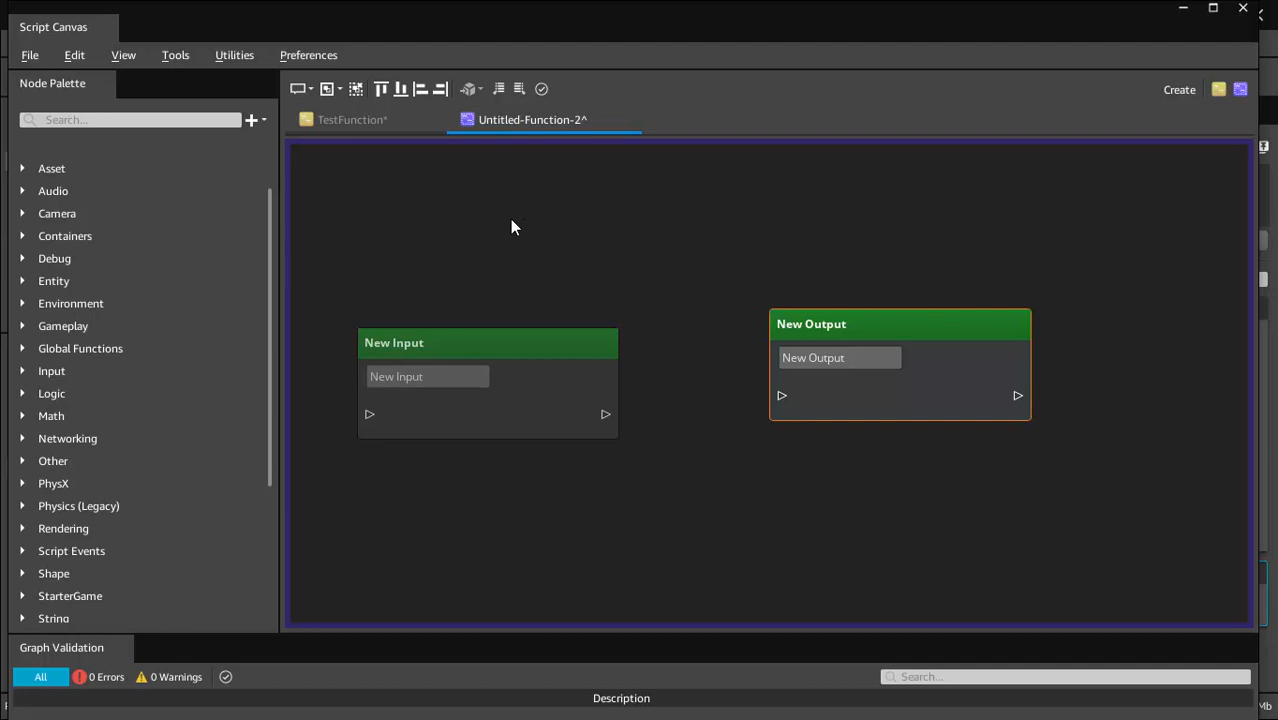 Script Canvas
File Edit View Tools Utilities Preferences
Node Palette
Create
Search...
TestFunction*
Untitled-Function-2^
Asset
Audio
Camera
Containers
Debug
Entity
Environment
Gameplay
Global Functions
Input
Logic
Math
Networking
Other
PhysX
Physics (Legacy)
Rendering
Script Events
Shape
StarterGame
String
New Input
New Input
New Output
New Output
Graph Validation
All
0 Errors
0 Warnings
Search...
Description
Mb